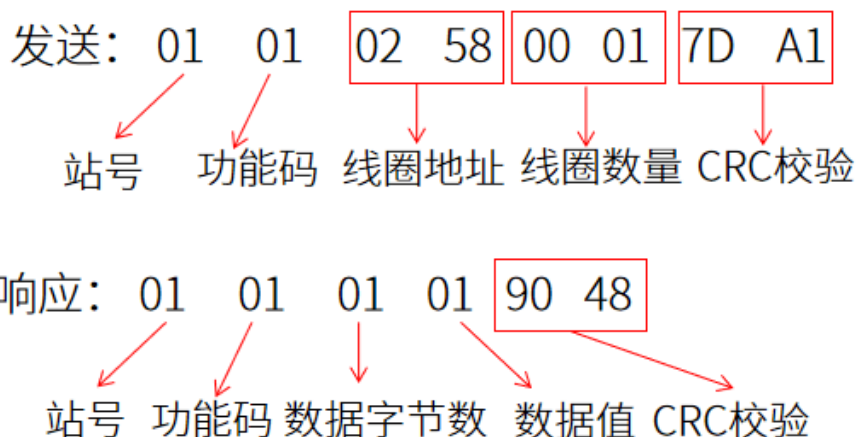 发送： 01 01 02 58 00 01 7D A1
站号 功能码 线圈地址 线圈数量 CRC校验
响应： 01 01 01 01 90 48
站号 功能码 数据字节数 数据值 CRC校验